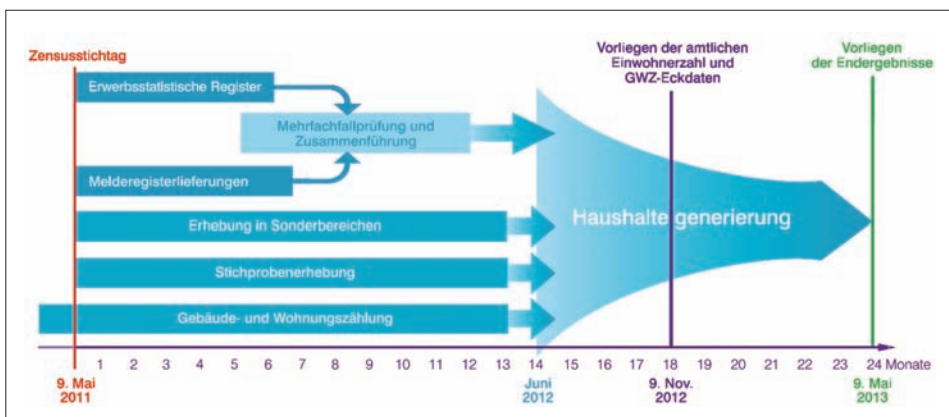 Zensusstichtag
Vorliegen der amtlichen
Einwohnerzahl und
GWZ-Eckdaten
Vorliegen
der Endergebnisse
Erwerbsstatistische Register
Mehrfachfallprüfung und
Zusammenführung
Melderegisterlieferungen
Erhebung in Sonderbereichen
Haushalte generierung
Stichprobenerhebung
Gebäude- und Wohnungszählung
1 2 3 4 5 6 7 8 9 10 11 12 13 14 15 16 17 18 19 20 21 22 23 24 Monate
9. Mai
2011
Juni
2012
9. Nov.
2012
9. Mai
2013